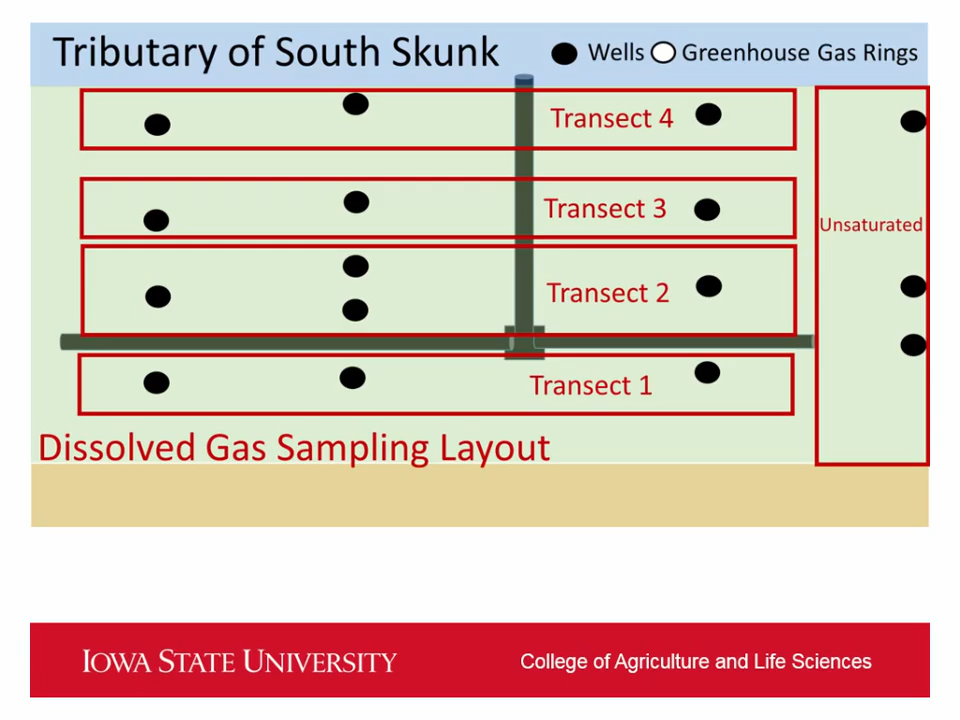 Tributary of South Skunk
Wells
Greenhouse Gas Rings
Transect 4
Transect 3
Unsaturated
Transect 2
Transect 1
Dissolved Gas Sampling Layout
IOWA STATE UNIVERSITY
College of Agriculture and Life Sciences